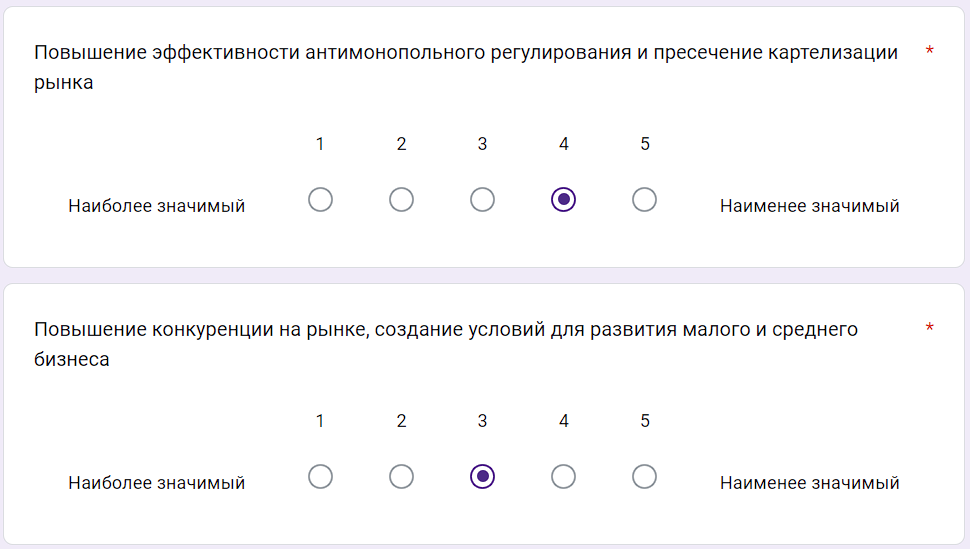 Повышение эффективности антимонопольного регулирования и пресечение картелизации *
рынка
1 2 3 4 5
Наиболее значимый Наименее значимый
Повышение конкуренции на рынке, создание условий для развития малого и среднего *
бизнеса
1 2 3 4 5
Наиболее значимый Наименее значимый